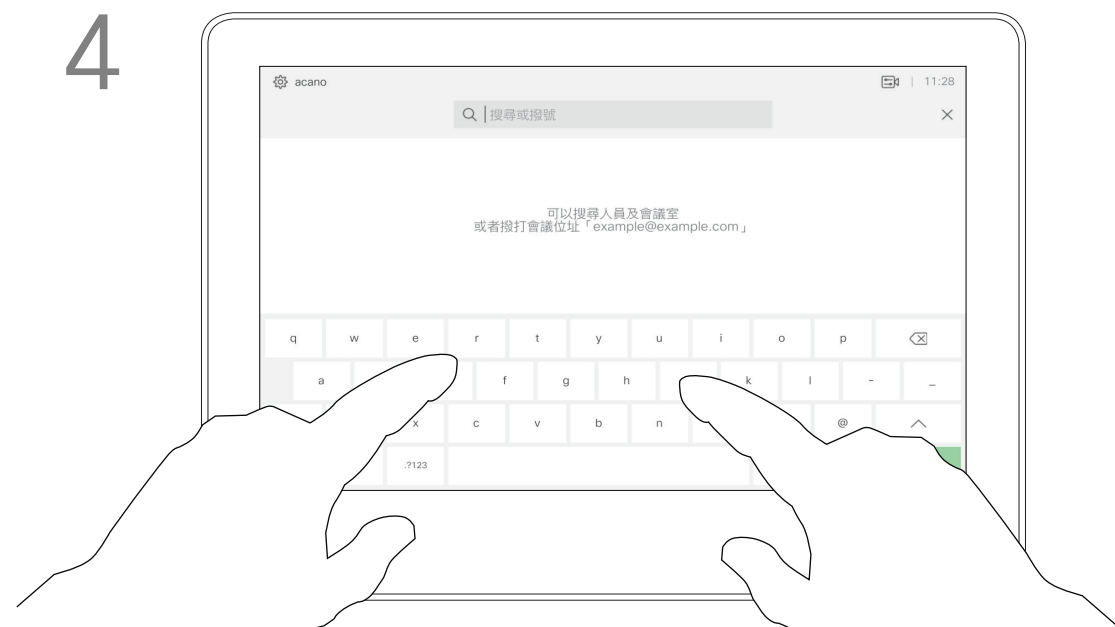 4
acano
| 11:28
搜尋或撥號
可以搜尋人員及會議室
或者撥打會議位址「example@example.com」
q w e r t y u i o p
a f g h k l - _
x c v b n @
.?123